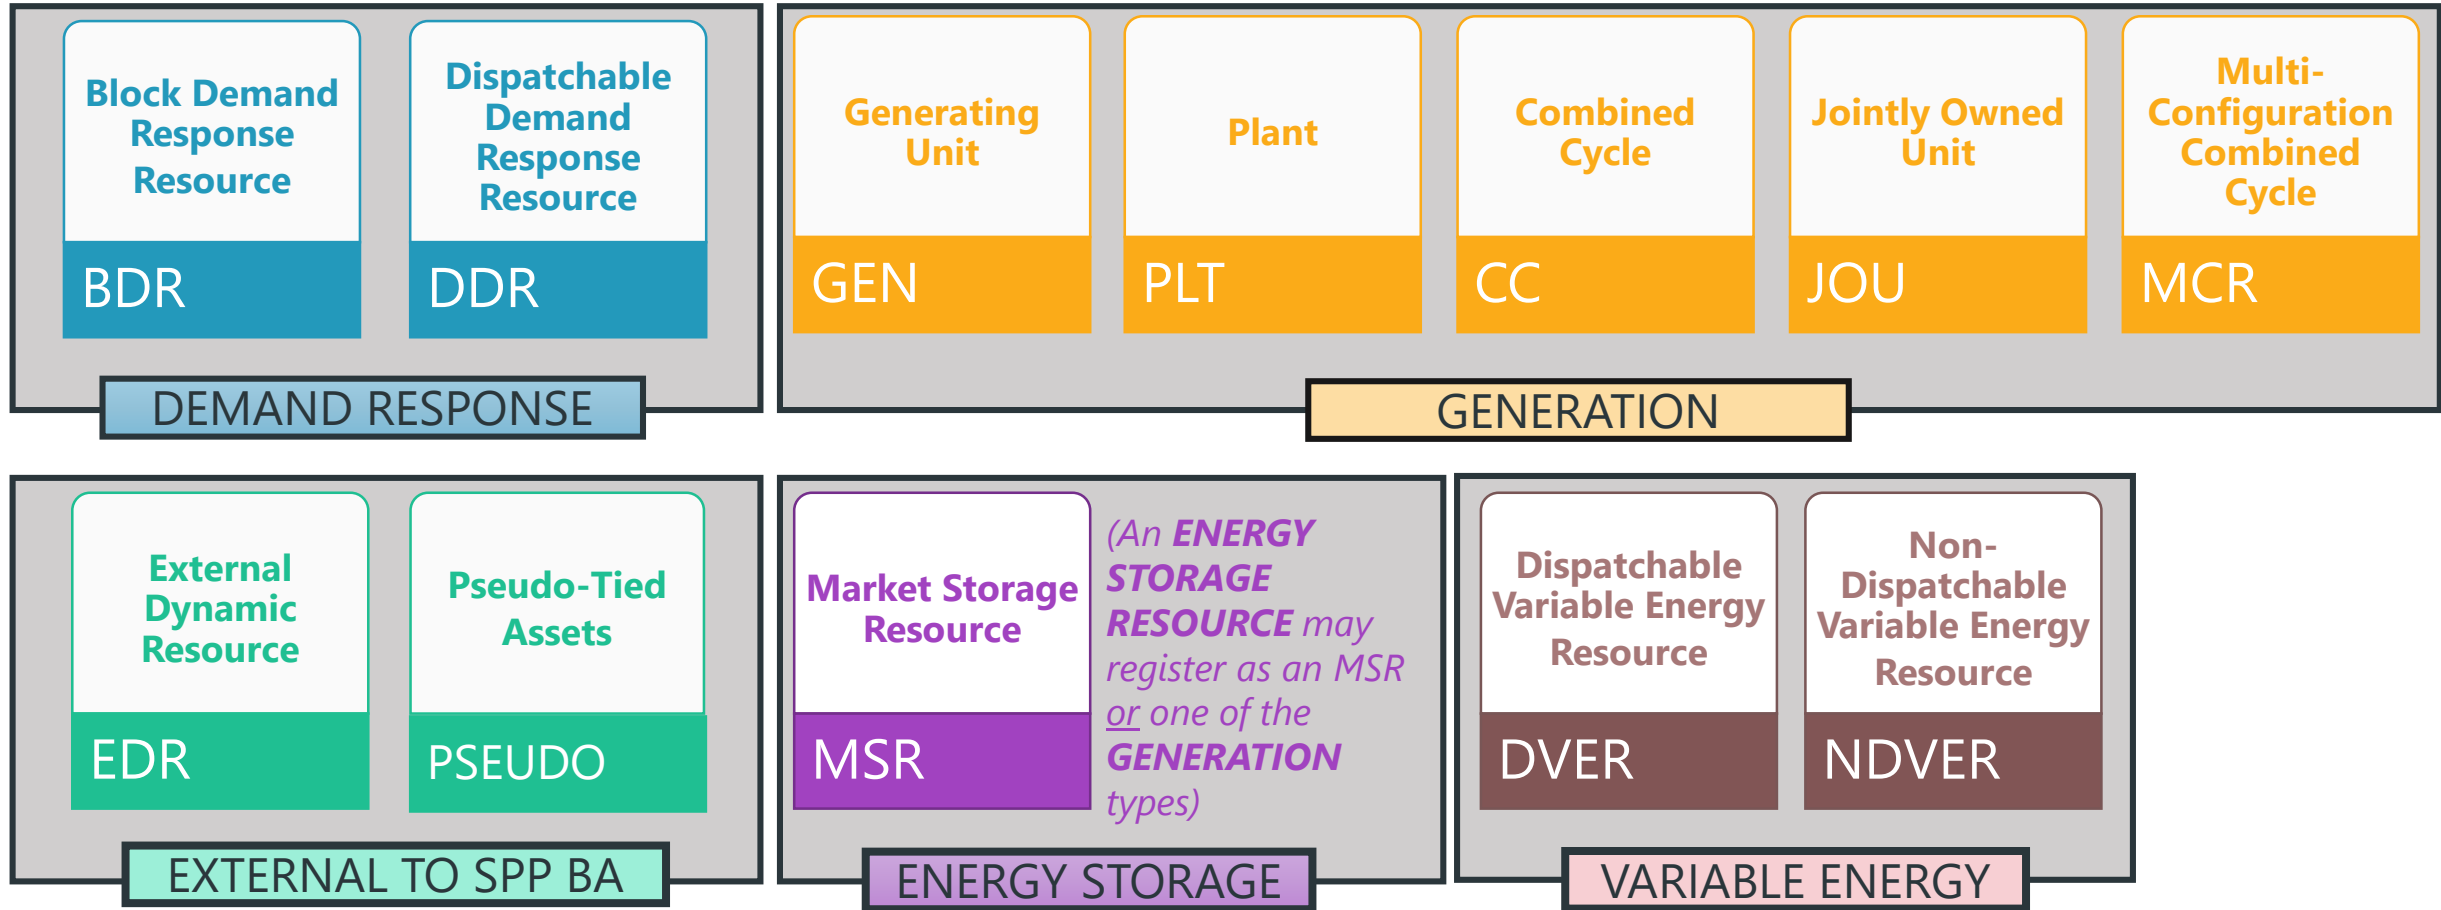 Block Demand
Response
Resource
BDR
Dispatchable
Demand
Response
Resource
DDR
DEMAND RESPONSE
Generating
Unit
GEN
Plant
PLT
Combined
Cycle
CC
Jointly Owned
Unit
JOU
Multi-
Configuration
Combined
Cycle
MCR
GENERATION
External
Dynamic
Resource
EDR
Pseudo-Tied
Assets
PSEUDO
EXTERNAL TO SPP BA
Market Storage
Resource
MSR
(An ENERGY
STORAGE
RESOURCE may
register as an MSR
or one of the
GENERATION
types)
ENERGY STORAGE
Dispatchable
Variable Energy
Resource
DVER
Non-
Dispatchable
Variable Energy
Resource
NDVER
VARIABLE ENERGY